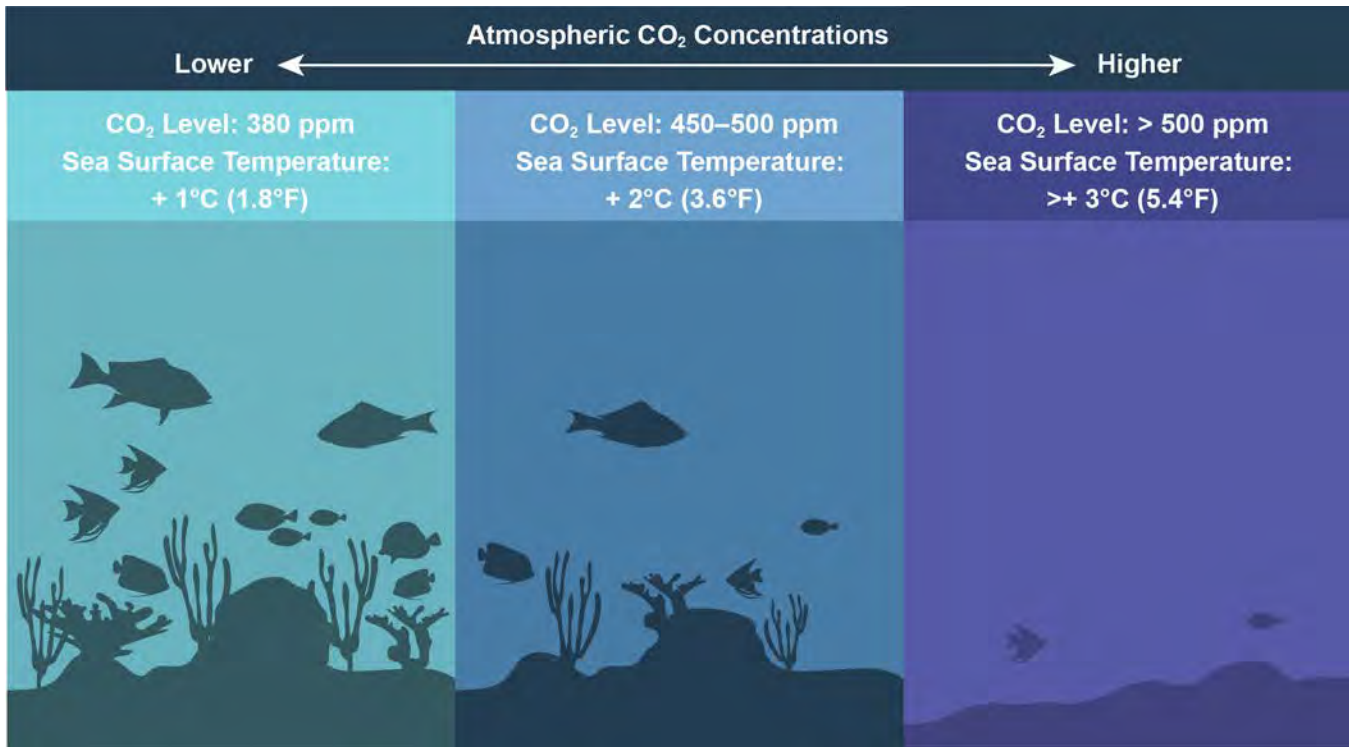 Atmospheric CO₂ Concentrations
Lower Higher
CO₂ Level: 380 ppm
Sea Surface Temperature:
+ 1°C (1.8°F)
CO₂ Level: 450–500 ppm
Sea Surface Temperature:
+ 2°C (3.6°F)
CO₂ Level: > 500 ppm
Sea Surface Temperature:
>+ 3°C (5.4°F)